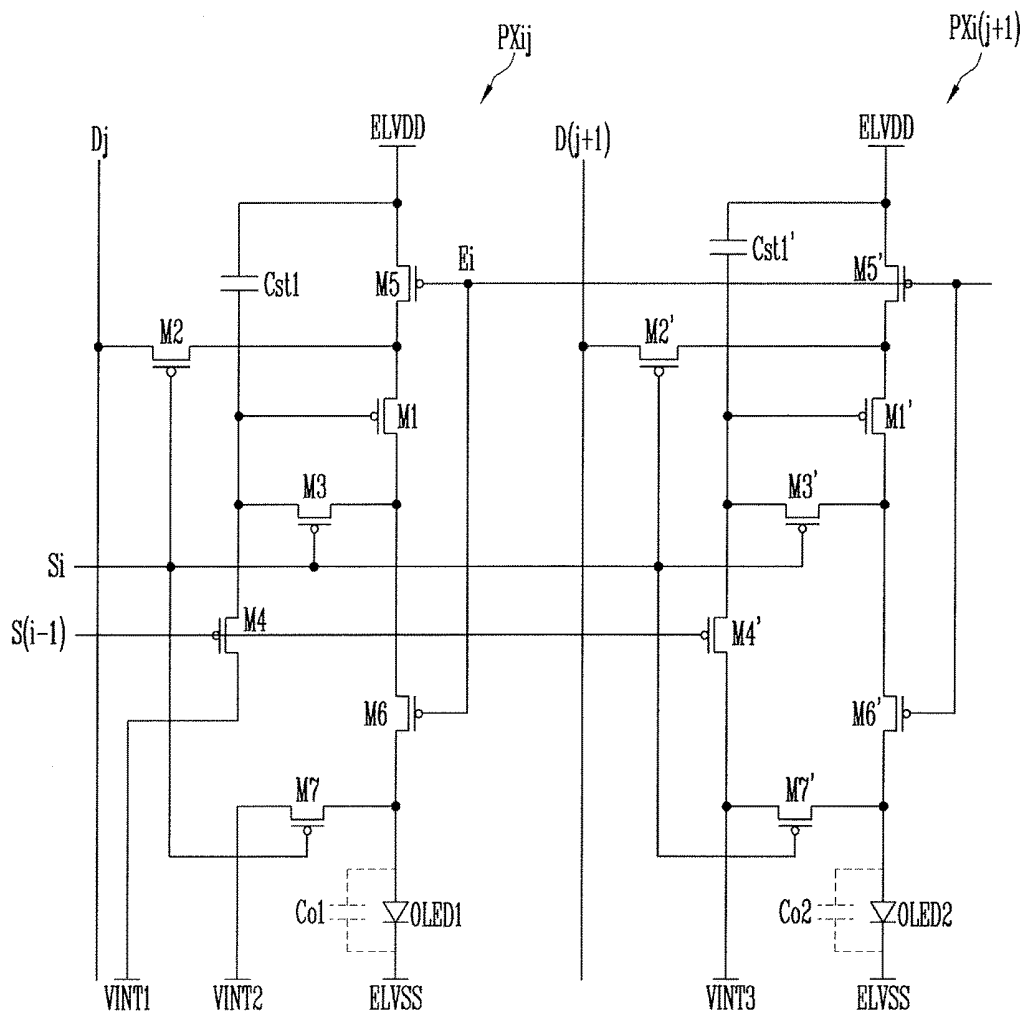 PXij
PXi(j+1)
Dj
ELVDD
D(j+1)
ELVDD
Cst1
M5
Ei
Cst1'
M5'
M2
M2'
M1
M1'
M3
M3'
Si
S(i-1)
M4
M4'
M6
M6'
M7
M7'
Co1
OLED1
Co2
OLED2
VINT1
VINT2
ELVSS
VINT3
ELVSS